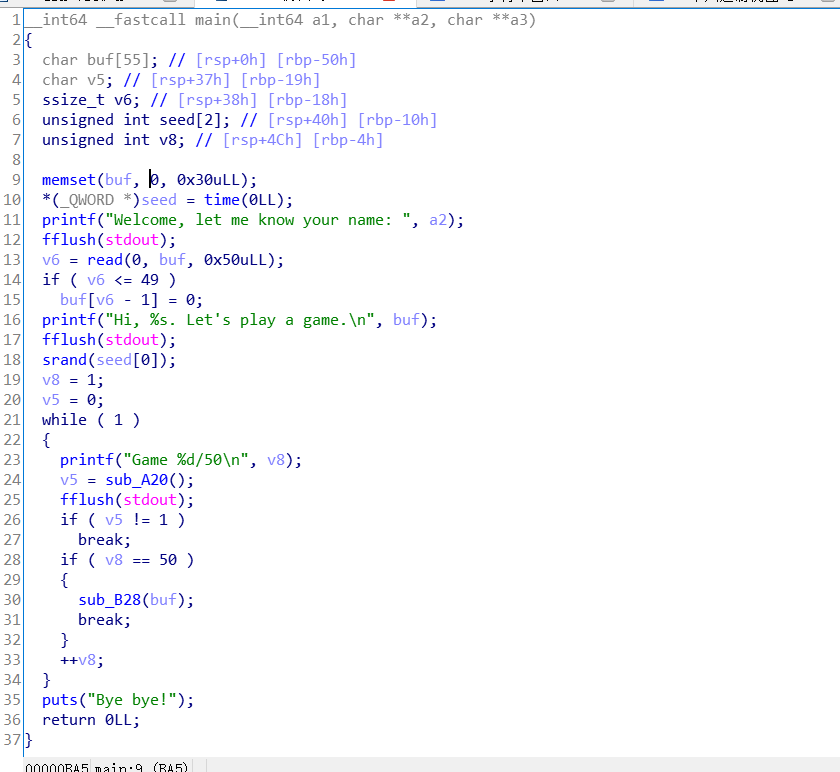 1 __int64 __fastcall main(__int64 a1, char **a2, char **a3)
2 {
3 char buf[55]; // [rsp+0h] [rbp-50h]
4 char v5; // [rsp+37h] [rbp-19h]
5 ssize_t v6; // [rsp+38h] [rbp-18h]
6 unsigned int seed[2]; // [rsp+40h] [rbp-10h]
7 unsigned int v8; // [rsp+4Ch] [rbp-4h]
8
9 memset(buf, 0, 0x30uLL);
10 *(_QWORD *)seed = time(0LL);
11 printf("Welcome, let me know your name: ", a2);
12 fflush(stdout);
13 v6 = read(0, buf, 0x50uLL);
14 if ( v6 <= 49 )
15 buf[v6 - 1] = 0;
16 printf("Hi, %s. Let's play a game.\n", buf);
17 fflush(stdout);
18 srand(seed[0]);
19 v8 = 1;
20 v5 = 0;
21 while ( 1 )
22 {
23 printf("Game %d/50\n", v8);
24 v5 = sub_A20();
25 fflush(stdout);
26 if ( v5 != 1 )
27 break;
28 if ( v8 == 50 )
29 {
30 sub_B28(buf);
31 break;
32 }
33 ++v8;
34 }
35 puts("Bye bye!");
36 return 0LL;
37 }
00000BA5 main:9 (BA5)